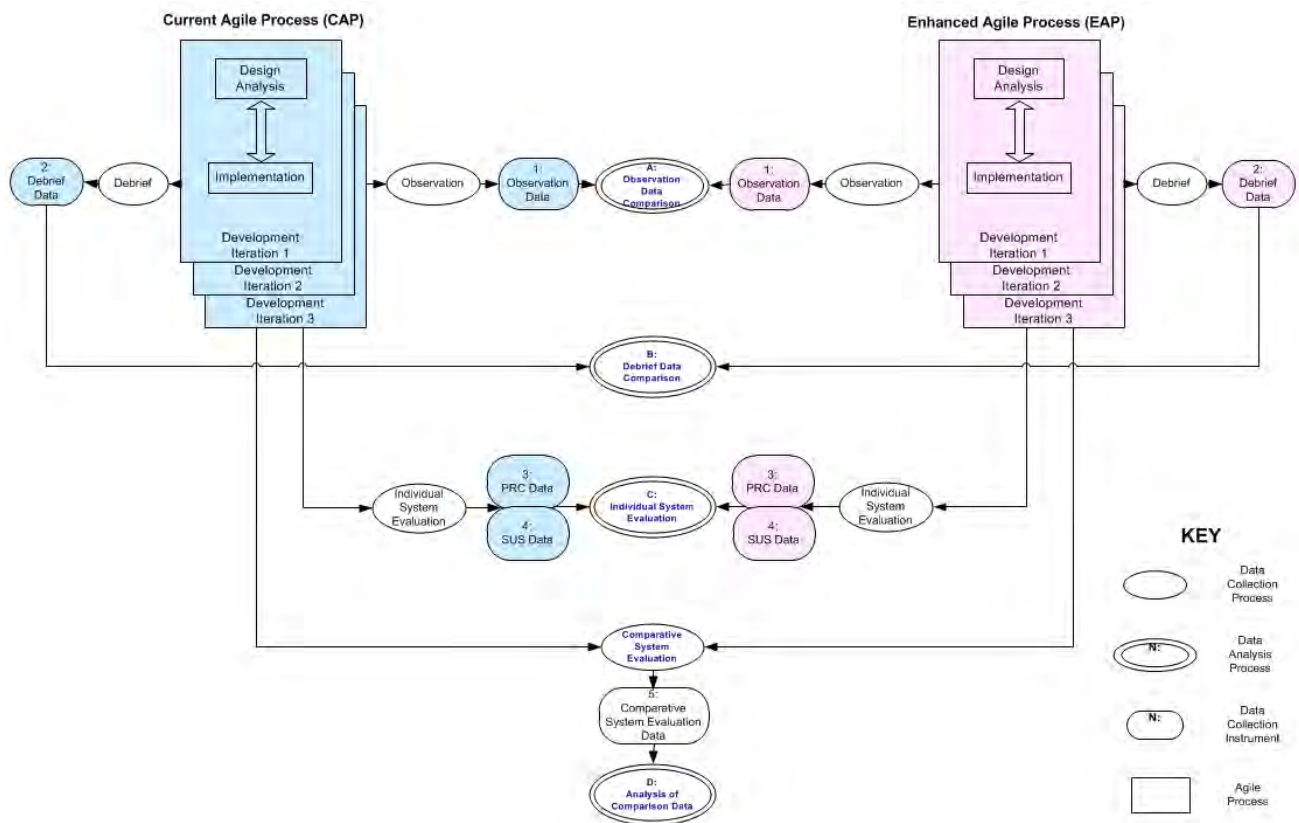 Current Agile Process (CAP)
Enhanced Agile Process (EAP)
Design
Analysis
Implementation
Development
Iteration 1
Development
Iteration 2
Development
Iteration 3
2:
Debrief
Data
Debrief
Observation
1:
Observation
Data
A:
Observation
Data
Comparison
1:
Observation
Data
Observation
Design
Analysis
Implementation
Development
Iteration 1
Development
Iteration 2
Development
Iteration 3
Debrief
2:
Debrief
Data
B:
Debrief Data
Comparison
Individual
System
Evaluation
3:
PRC Data
4:
SUS Data
C:
Individual System
Evaluation
3:
PRC Data
4:
SUS Data
Individual
System
Evaluation
Comparative
System
Evaluation
5:
Comparative
System Evaluation
Data
D:
Analysis of
Comparison Data
KEY
Data
Collection
Process
N:
Data
Analysis
Process
N:
Data
Collection
Instrument
Agile
Process